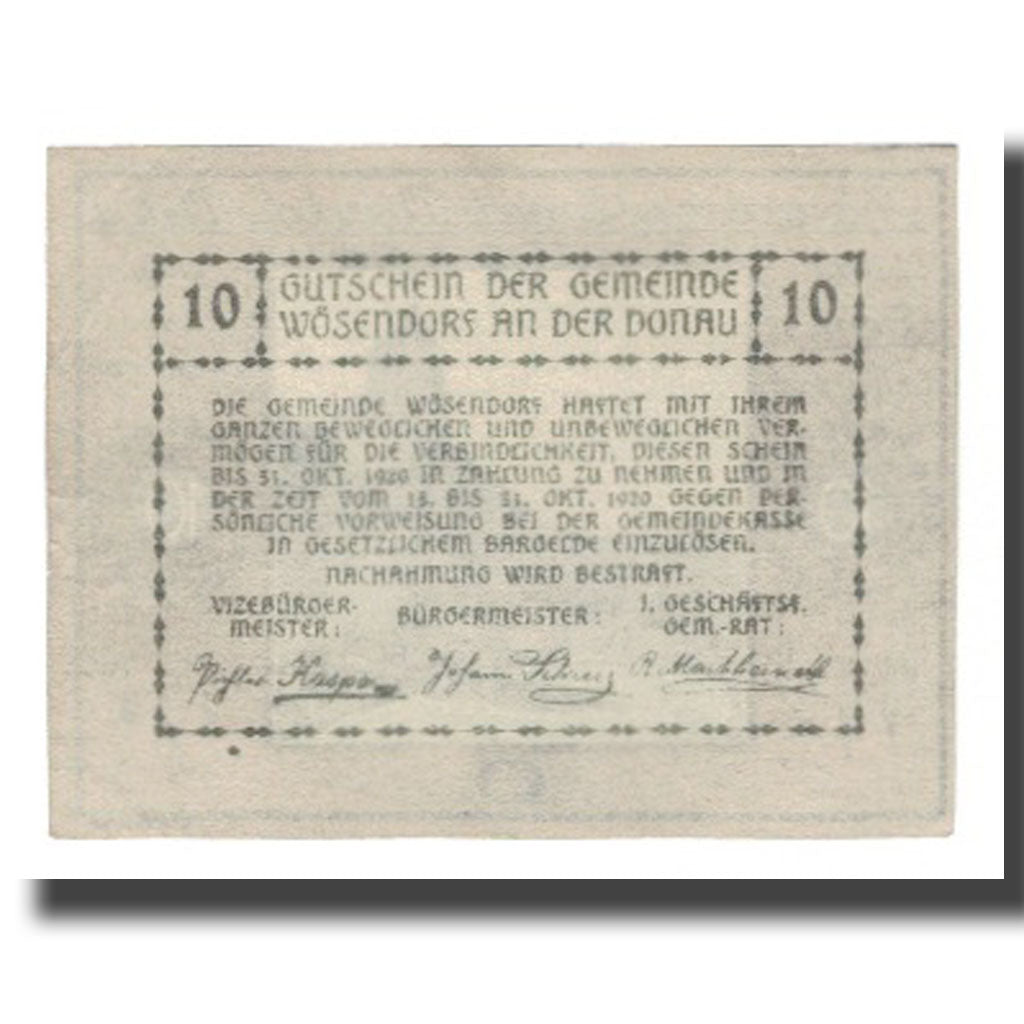 10 GUTSCHEIN DER GEMEINDE 10
WÖSENDORF AN DER DONAU
DIE GEMEINDE WÖSENDORF HAFTET MIT IHREM
GANZEN BEWEGLICHEN UND UNBEWEGLICHEN VER-
MÖGEN FÜR DIE VERBINDLICHKEIT, DIESEN SCHEIN
BIS 31. OKT. 1920 IN ZAHLUNG ZU NEHMEN UND IN
DER ZEIT VOM 15. BIS 31. OKT. 1920 GEGEN PER-
SÖNLICHE VORWEISUNG BEI DER GEMEINDEKASSE
IN GESETZLICHEM BARGELDE EINZULÖSEN.
NACHAHMUNG WIRD BESTRAFT.
VIZEBÜRGER-
MEISTER:
BÜRGERMEISTER:
1. GESCHÄFTSF.
GEM.-RAT:
Johann